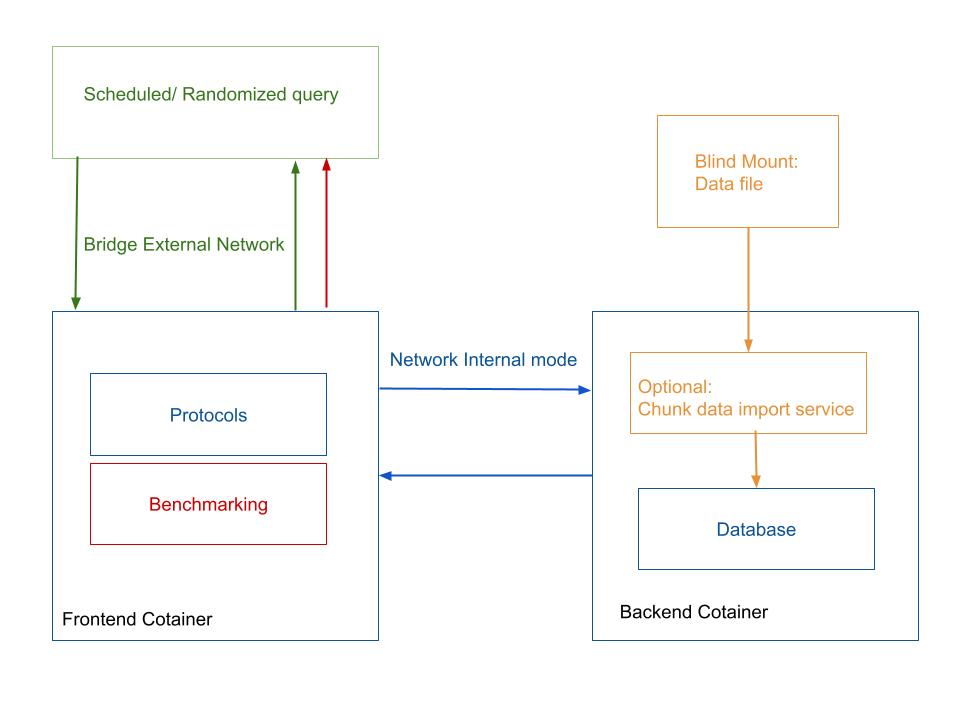 Scheduled/ Randomized query
Blind Mount:
Data file
Bridge External Network
Network Internal mode
Protocols
Optional:
Chunk data import service
Benchmarking
Database
Frontend Cotainer
Backend Cotainer